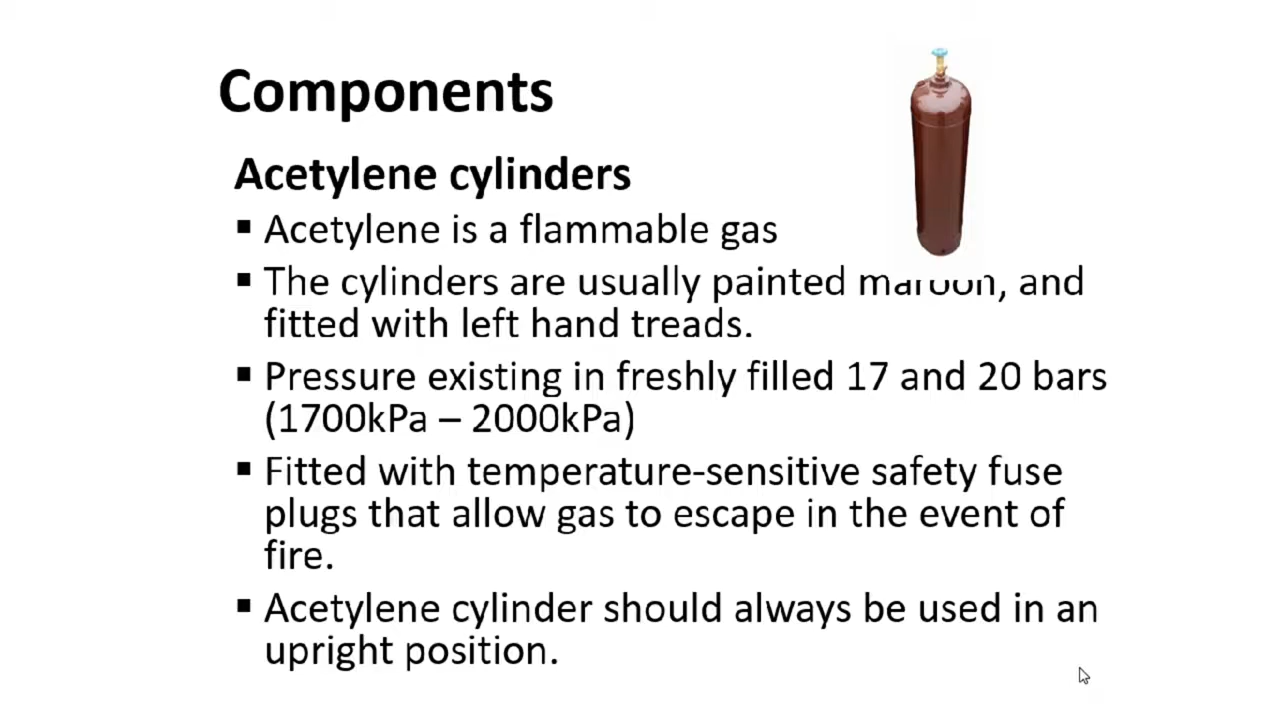 Components
Acetylene cylinders
▪ Acetylene is a flammable gas
▪ The cylinders are usually painted maroon, and
fitted with left hand treads.
▪ Pressure existing in freshly filled 17 and 20 bars
(1700kPa – 2000kPa)
▪ Fitted with temperature-sensitive safety fuse
plugs that allow gas to escape in the event of
fire.
▪ Acetylene cylinder should always be used in an
upright position.